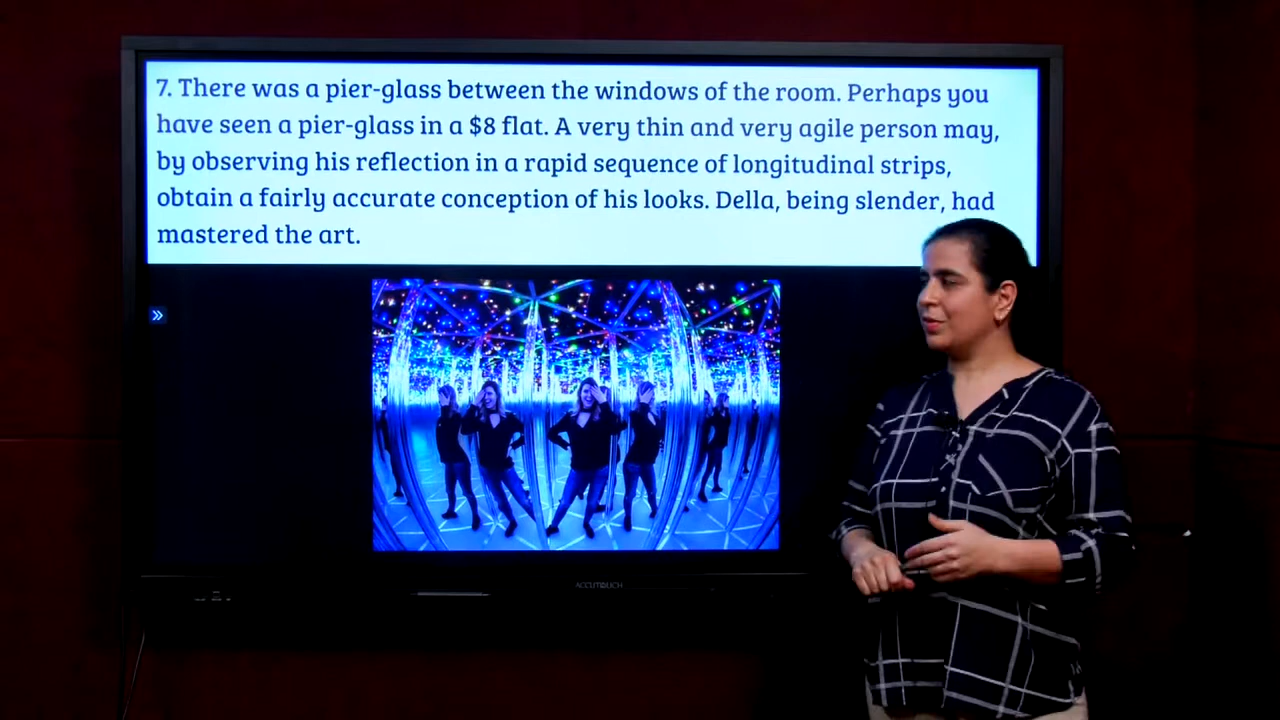 7. There was a pier-glass between the windows of the room. Perhaps you
have seen a pier-glass in a $8 flat. A very thin and very agile person may,
by observing his reflection in a rapid sequence of longitudinal strips,
obtain a fairly accurate conception of his looks. Della, being slender, had
mastered the art.
»
ACCUTOUCH